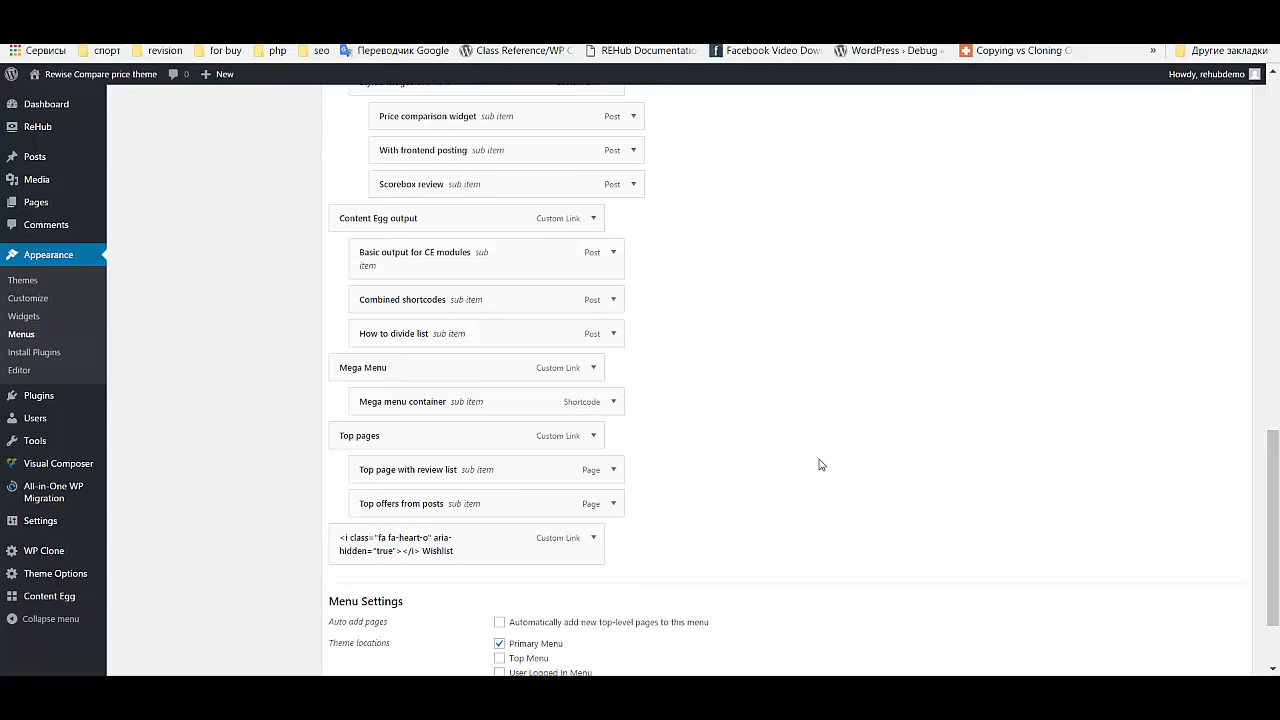 Сервисы спорт revision for buy php seo Переводчик Google Class Reference/WP C REHub Documentatio Facebook Video Dow WordPress › Debug « Copying vs Cloning C » Другие закладки
Rewise Compare price theme 0 New Howdy, rehubdemo
Dashboard
ReHub
Posts
Media
Pages
Comments
Appearance
Themes
Customize
Widgets
Menus
Install Plugins
Editor
Plugins
Users
Tools
Visual Composer
All-in-One WP
Migration
Settings
WP Clone
Theme Options
Content Egg
Collapse menu
Price comparison widget sub item Post
With frontend posting sub item Post
Scorebox review sub item Post
Content Egg output Custom Link
Basic output for CE modules sub Post
item
Combined shortcodes sub item Post
How to divide list sub item Post
Mega Menu Custom Link
Mega menu container sub item Shortcode
Top pages Custom Link
Top page with review list sub item Page
Top offers from posts sub item Page
<i class="fa fa-heart-o" aria- Custom Link
hidden="true"></i> Wishlist
Menu Settings
Auto add pages Automatically add new top-level pages to this menu
Theme locations Primary Menu
Top Menu
User Logged In Menu